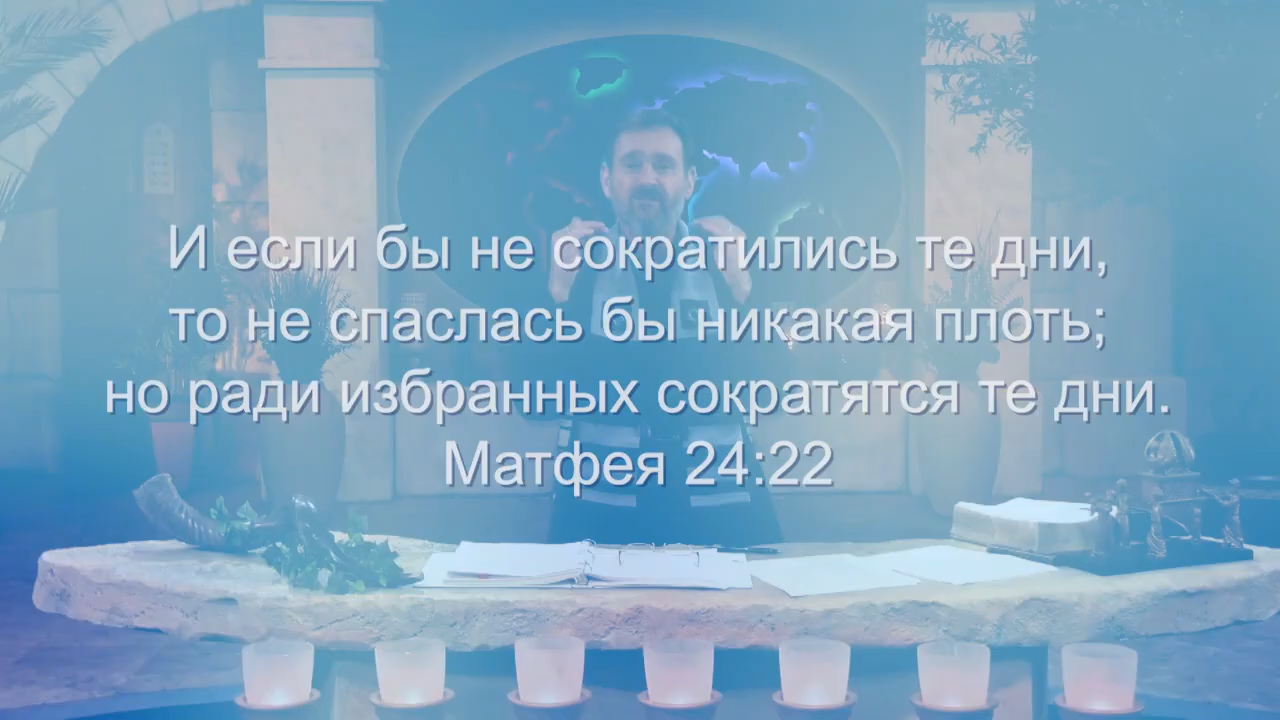 И если бы не сократились те дни,
то не спаслась бы никакая плоть;
но ради избранных сократятся те дни.
Матфея 24:22